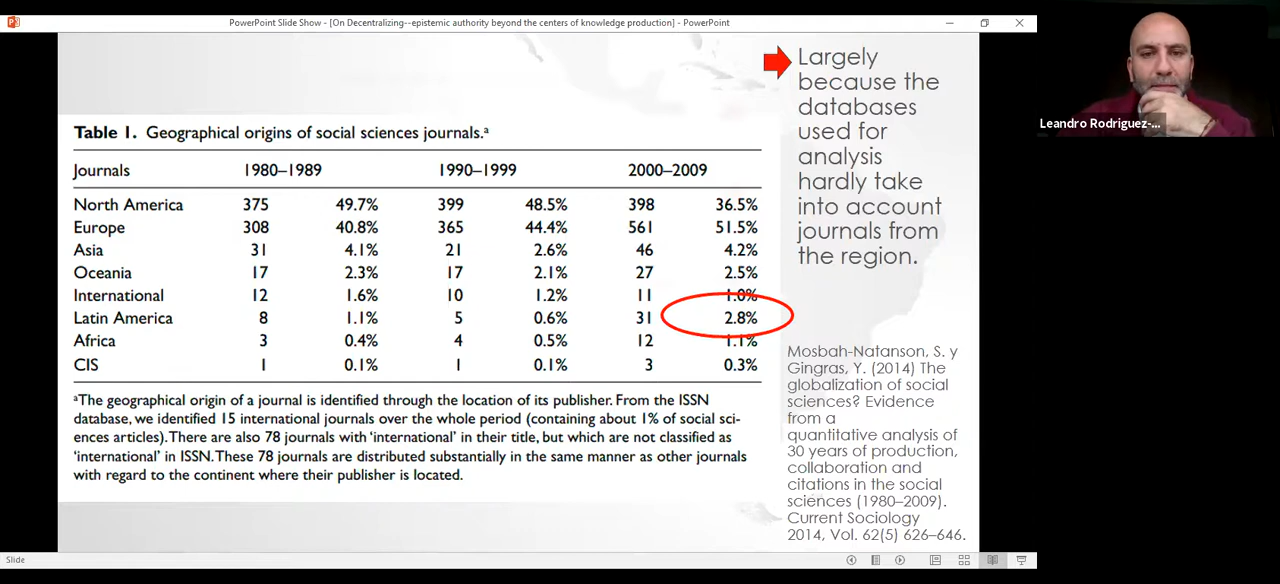 PowerPoint Slide Show - [On Decentralizing--epistemic authority beyond the centers of knowledge production] - PowerPoint
Largely
because the
databases
used for
analysis
hardly take
into account
journals from
the region.
Table 1. Geographical origins of social sciences journals.ᵃ
Journals 1980–1989 1990–1999 2000–2009
North America 375 49.7% 399 48.5% 398 36.5%
Europe 308 40.8% 365 44.4% 561 51.5%
Asia 31 4.1% 21 2.6% 46 4.2%
Oceania 17 2.3% 17 2.1% 27 2.5%
International 12 1.6% 10 1.2% 11 1.0%
Latin America 8 1.1% 5 0.6% 31 2.8%
Africa 3 0.4% 4 0.5% 12 1.1%
CIS 1 0.1% 1 0.1% 3 0.3%
ᵃThe geographical origin of a journal is identified through the location of its publisher. From the ISSN
database, we identified 15 international journals over the whole period (containing about 1% of social sci-
ences articles). There are also 78 journals with ‘international’ in their title, but which are not classified as
‘international’ in ISSN. These 78 journals are distributed substantially in the same manner as other journals
with regard to the continent where their publisher is located.
Mosbah-Natanson, S. y
Gingras, Y. (2014) The
globalization of social
sciences? Evidence
from a
quantitative analysis of
30 years of production,
collaboration and
citations in the social
sciences (1980–2009).
Current Sociology
2014, Vol. 62(5) 626–646.
Leandro Rodriguez-...
Slide